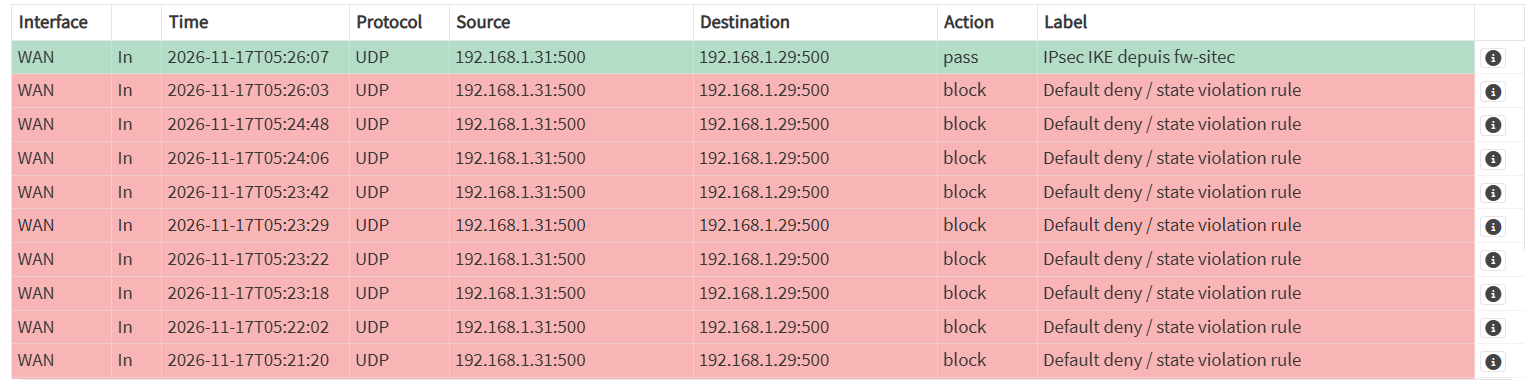 Interface Time Protocol Source Destination Action Label
WAN In 2026-11-17T05:26:07 UDP 192.168.1.31:500 192.168.1.29:500 pass IPsec IKE depuis fw-sitec
WAN In 2026-11-17T05:26:03 UDP 192.168.1.31:500 192.168.1.29:500 block Default deny / state violation rule
WAN In 2026-11-17T05:24:48 UDP 192.168.1.31:500 192.168.1.29:500 block Default deny / state violation rule
WAN In 2026-11-17T05:24:06 UDP 192.168.1.31:500 192.168.1.29:500 block Default deny / state violation rule
WAN In 2026-11-17T05:23:42 UDP 192.168.1.31:500 192.168.1.29:500 block Default deny / state violation rule
WAN In 2026-11-17T05:23:29 UDP 192.168.1.31:500 192.168.1.29:500 block Default deny / state violation rule
WAN In 2026-11-17T05:23:22 UDP 192.168.1.31:500 192.168.1.29:500 block Default deny / state violation rule
WAN In 2026-11-17T05:23:18 UDP 192.168.1.31:500 192.168.1.29:500 block Default deny / state violation rule
WAN In 2026-11-17T05:22:02 UDP 192.168.1.31:500 192.168.1.29:500 block Default deny / state violation rule
WAN In 2026-11-17T05:21:20 UDP 192.168.1.31:500 192.168.1.29:500 block Default deny / state violation rule